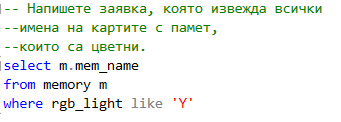 -- Напишете заявка, която извежда всички
--имена на картите с памет,
--които са цветни.
select m.mem_name
from memory m
where rgb_light like 'Y'